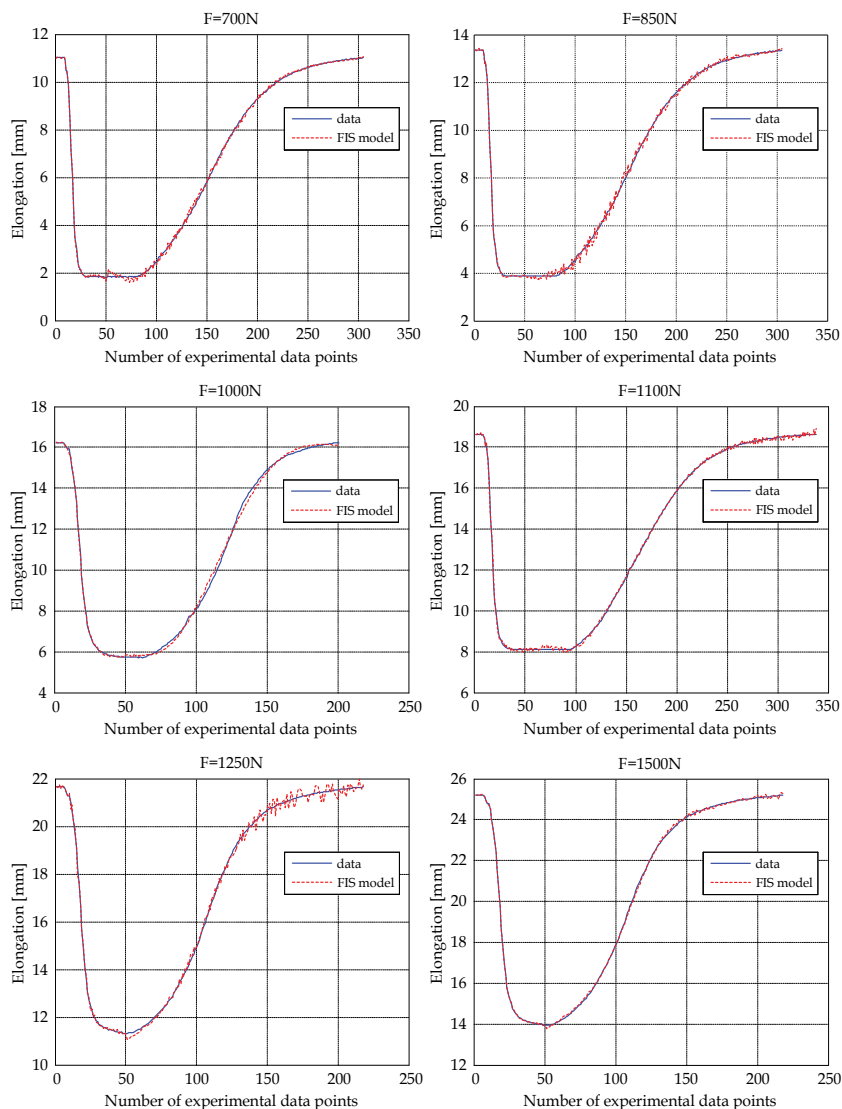 F=700N
12
10
8
6
4
2
0
Elongation [mm]
data
FIS model
0 50 100 150 200 250 300 350
Number of experimental data points
F=850N
14
12
10
8
6
4
2
Elongation [mm]
data
FIS model
0 50 100 150 200 250 300 350
Number of experimental data points
F=1000N
18
16
14
12
10
8
6
4
Elongation [mm]
data
FIS model
0 50 100 150 200 250
Number of experimental data points
F=1100N
20
18
16
14
12
10
8
6
Elongation [mm]
data
FIS model
0 50 100 150 200 250 300 350
Number of experimental data points
F=1250N
22
20
18
16
14
12
10
Elongation [mm]
data
FIS model
0 50 100 150 200 250
Number of experimental data points
F=1500N
26
24
22
20
18
16
14
12
Elongation [mm]
data
FIS model
0 50 100 150 200 250
Number of experimental data points